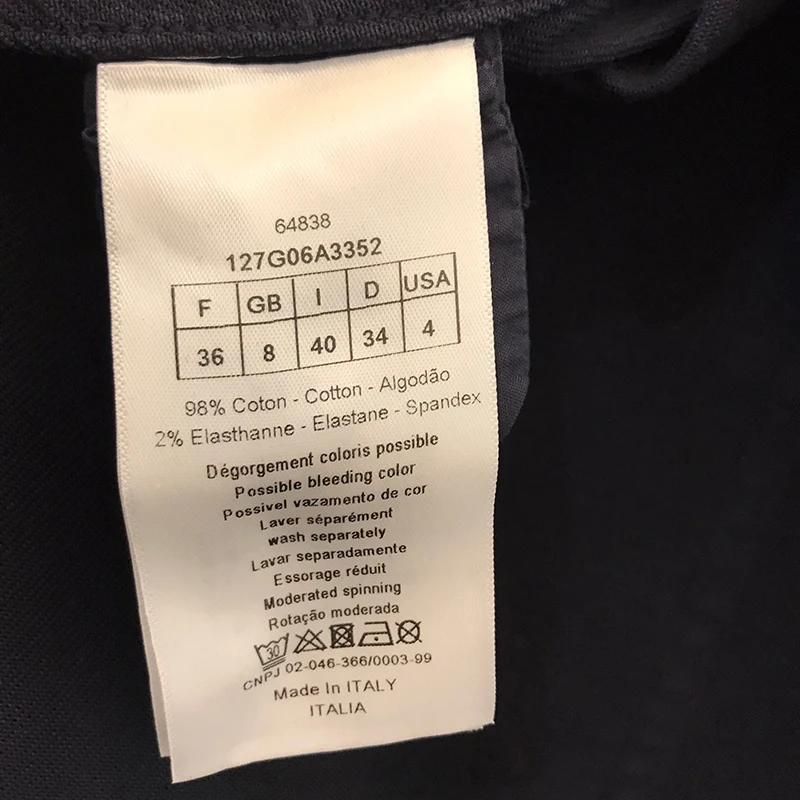 64838
127G06A3352
F GB I D USA
36 8 40 34 4
98% Coton - Cotton - Algodão
2% Elasthanne - Elastane - Spandex
Dégorgement coloris possible
Possible bleeding color
Possivel vazamento de cor
Laver séparément
wash separately
Lavar separadamente
Essorage réduit
Moderated spinning
Rotação moderada
30
CNPJ 02-046-366/0003-99
Made In ITALY
ITALIA